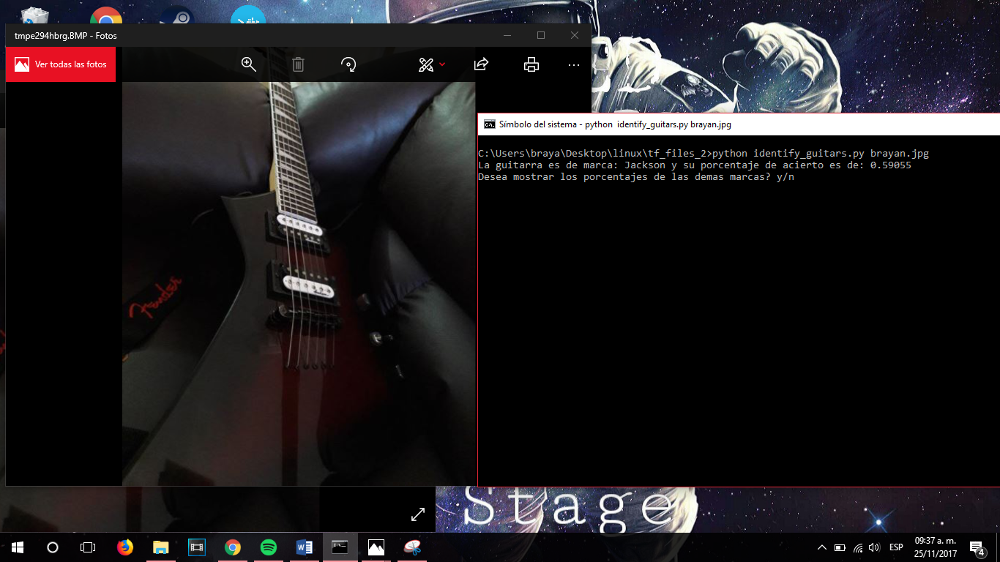 tmpe294hbrg.BMP - Fotos
Ver todas las fotos
Fender
Símbolo del sistema - python  identify_guitars.py brayan.jpg
C:\Users\braya\Desktop\linux\tf_files_2>python identify_guitars.py brayan.jpg
La guitarra es de marca: Jackson y su porcentaje de acierto es de: 0.59055
Desea mostrar los porcentajes de las demas marcas? y/n
Stage
ESP
09:37 a. m.
25/11/2017
4